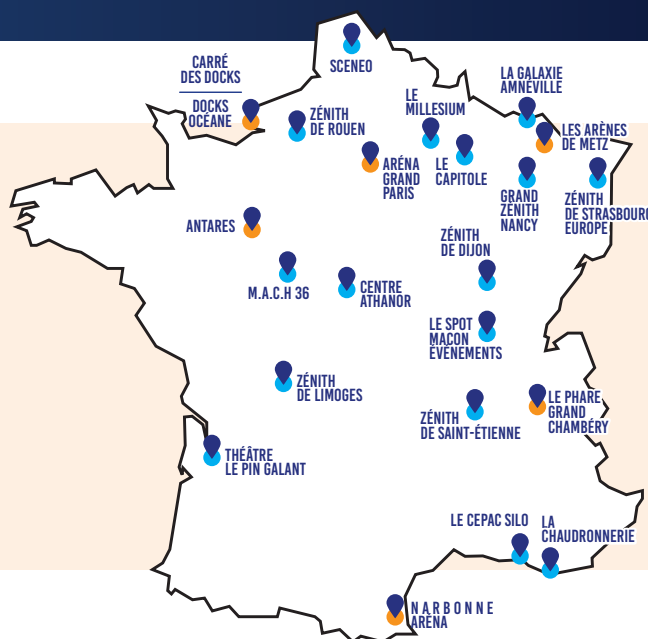 SCENEO
CARRÉ
DES DOCKS
DOCKS
OCÉANE
ZÉNITH
DE ROUEN
LE
MILLESIUM
LA GALAXIE
AMNÉVILLE
LES ARÈNES
DE METZ
ARÉNA
GRAND
PARIS
LE
CAPITOLE
GRAND
ZÉNITH
NANCY
ZÉNITH
DE STRASBOURG
EUROPE
ANTARES
ZÉNITH
DE DIJON
M.A.C.H 36
CENTRE
ATHANOR
LE SPOT
MACON
ÉVÉNEMENTS
ZÉNITH
DE LIMOGES
ZÉNITH
DE SAINT-ÉTIENNE
LE PHARE
GRAND
CHAMBÉRY
THÉÂTRE
LE PIN GALANT
LE CEPAC SILO
LA
CHAUDRONNERIE
NARBONNE
ARÉNA